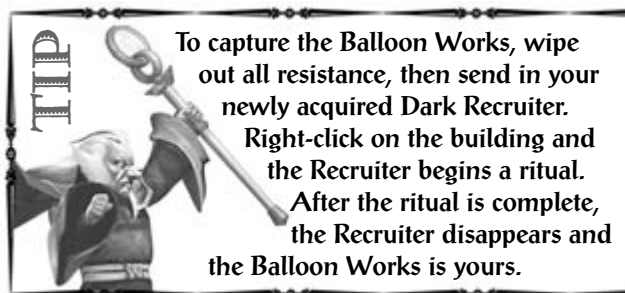 TIP
To capture the Balloon Works, wipe
out all resistance, then send in your
newly acquired Dark Recruiter.
Right-click on the building and
the Recruiter begins a ritual.
After the ritual is complete,
the Recruiter disappears and
the Balloon Works is yours.